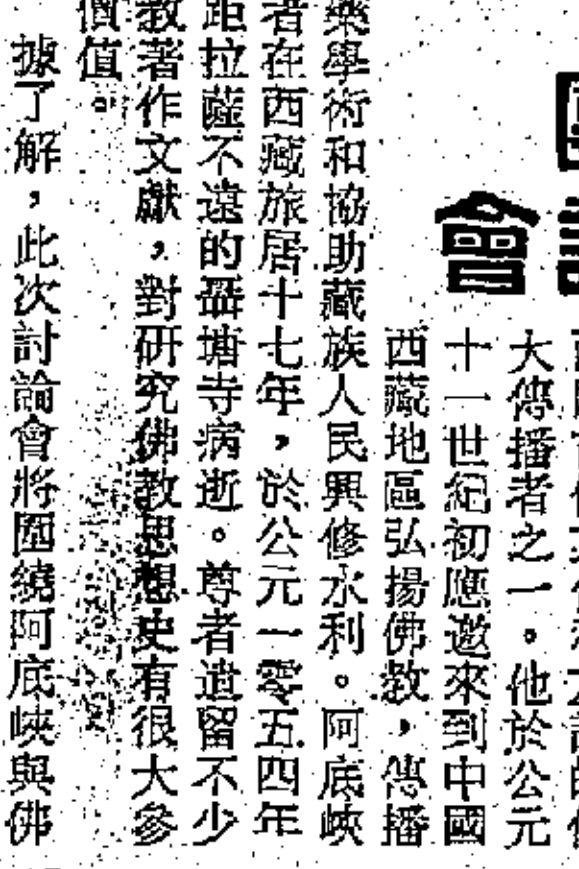 會
大傳播者之一。他於公元
十一世紀初應邀來到中國
西藏地區弘揚佛教，傳播
藥學術和協助藏族人民興修水利。阿底峽
者在西藏旅居十七年，於公元一零五四年
距拉薩不遠的聶塘寺病逝。尊者遺留不少
教著作文獻，對研究佛教思想史有很大參
價值。
據了解，此次討論會將圍繞阿底峽與佛